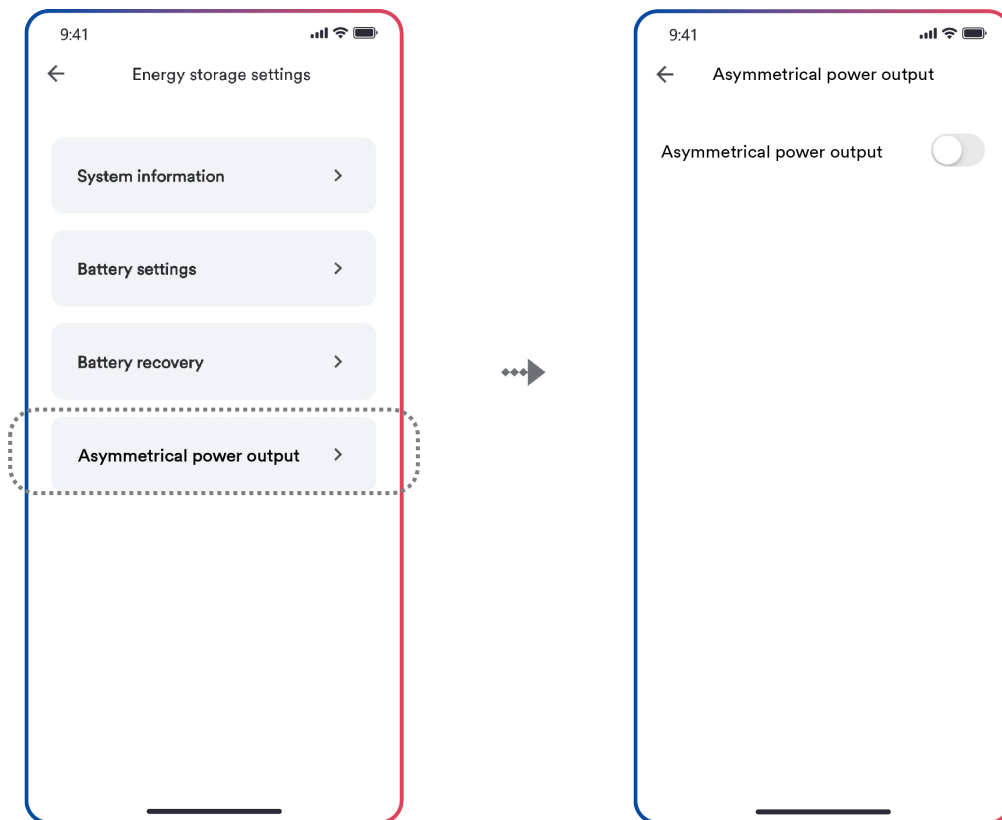 9:41
Energy storage settings
System information
Battery settings
Battery recovery
Asymmetrical power output
9:41
Asymmetrical power output
Asymmetrical power output